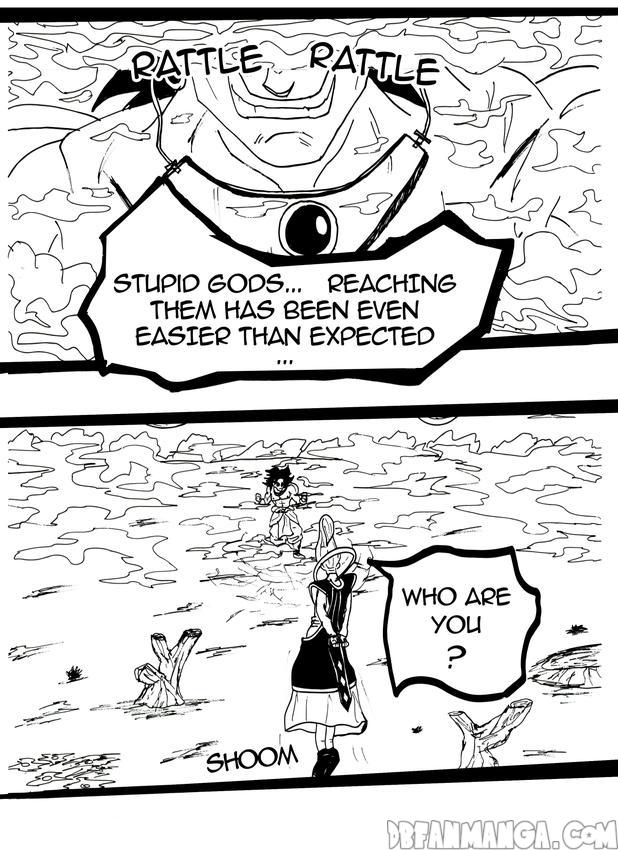 RATTLE RATTLE
STUPID GODS... REACHING
THEM HAS BEEN EVEN
EASIER THAN EXPECTED
...
WHO ARE
YOU
?
SHOOM
DBFANMANGA.COM